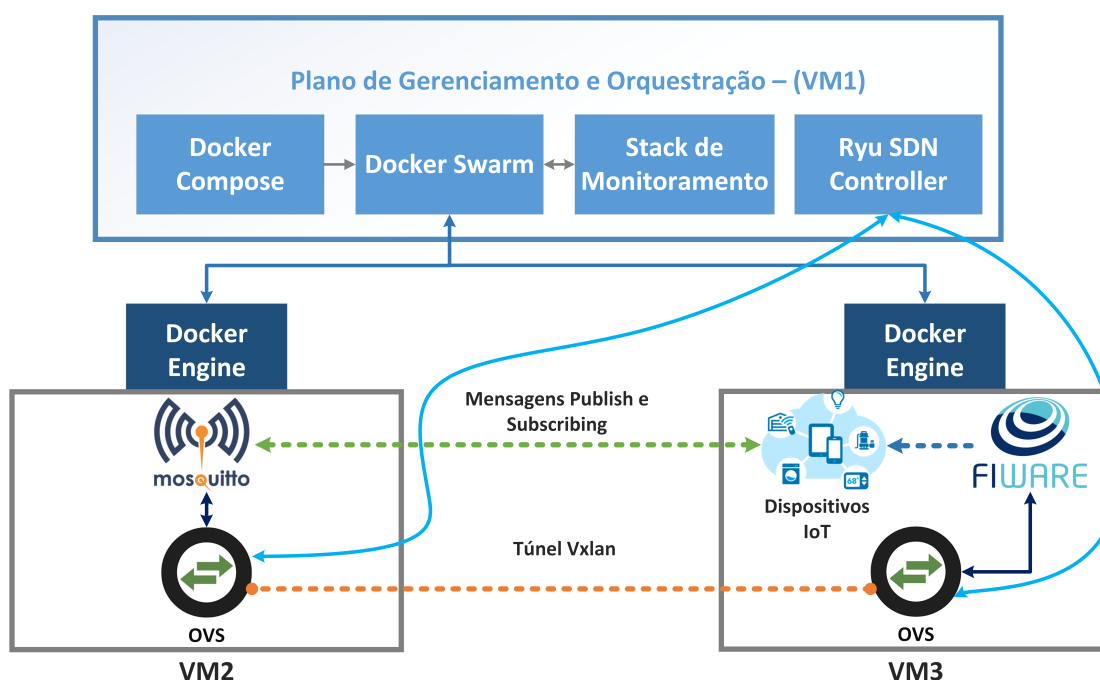 Plano de Gerenciamento e Orquestração – (VM1)
Docker
Compose
Docker Swarm
Stack de
Monitoramento
Ryu SDN
Controller
Docker
Engine
Docker
Engine
Mensagens Publish e
Subscribing
mosquitto
68°
FIWARE
Dispositivos
IoT
Túnel Vxlan
OVS
OVS
VM2
VM3